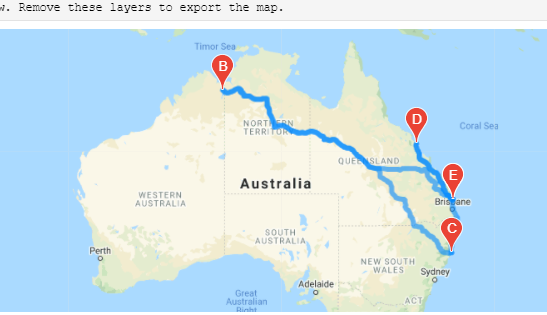 w. Remove these layers to export the map.
Timor Sea
B
D
Coral Sea
NORTHERN
TERRITORY
QUEENSLAND
E
Australia
WESTERN
AUSTRALIA
Brisbane
C
SOUTH
AUSTRALIA
Perth
NEW SOUTH
WALES
Sydney
Adelaide
Great
Australian
Bight
ACT